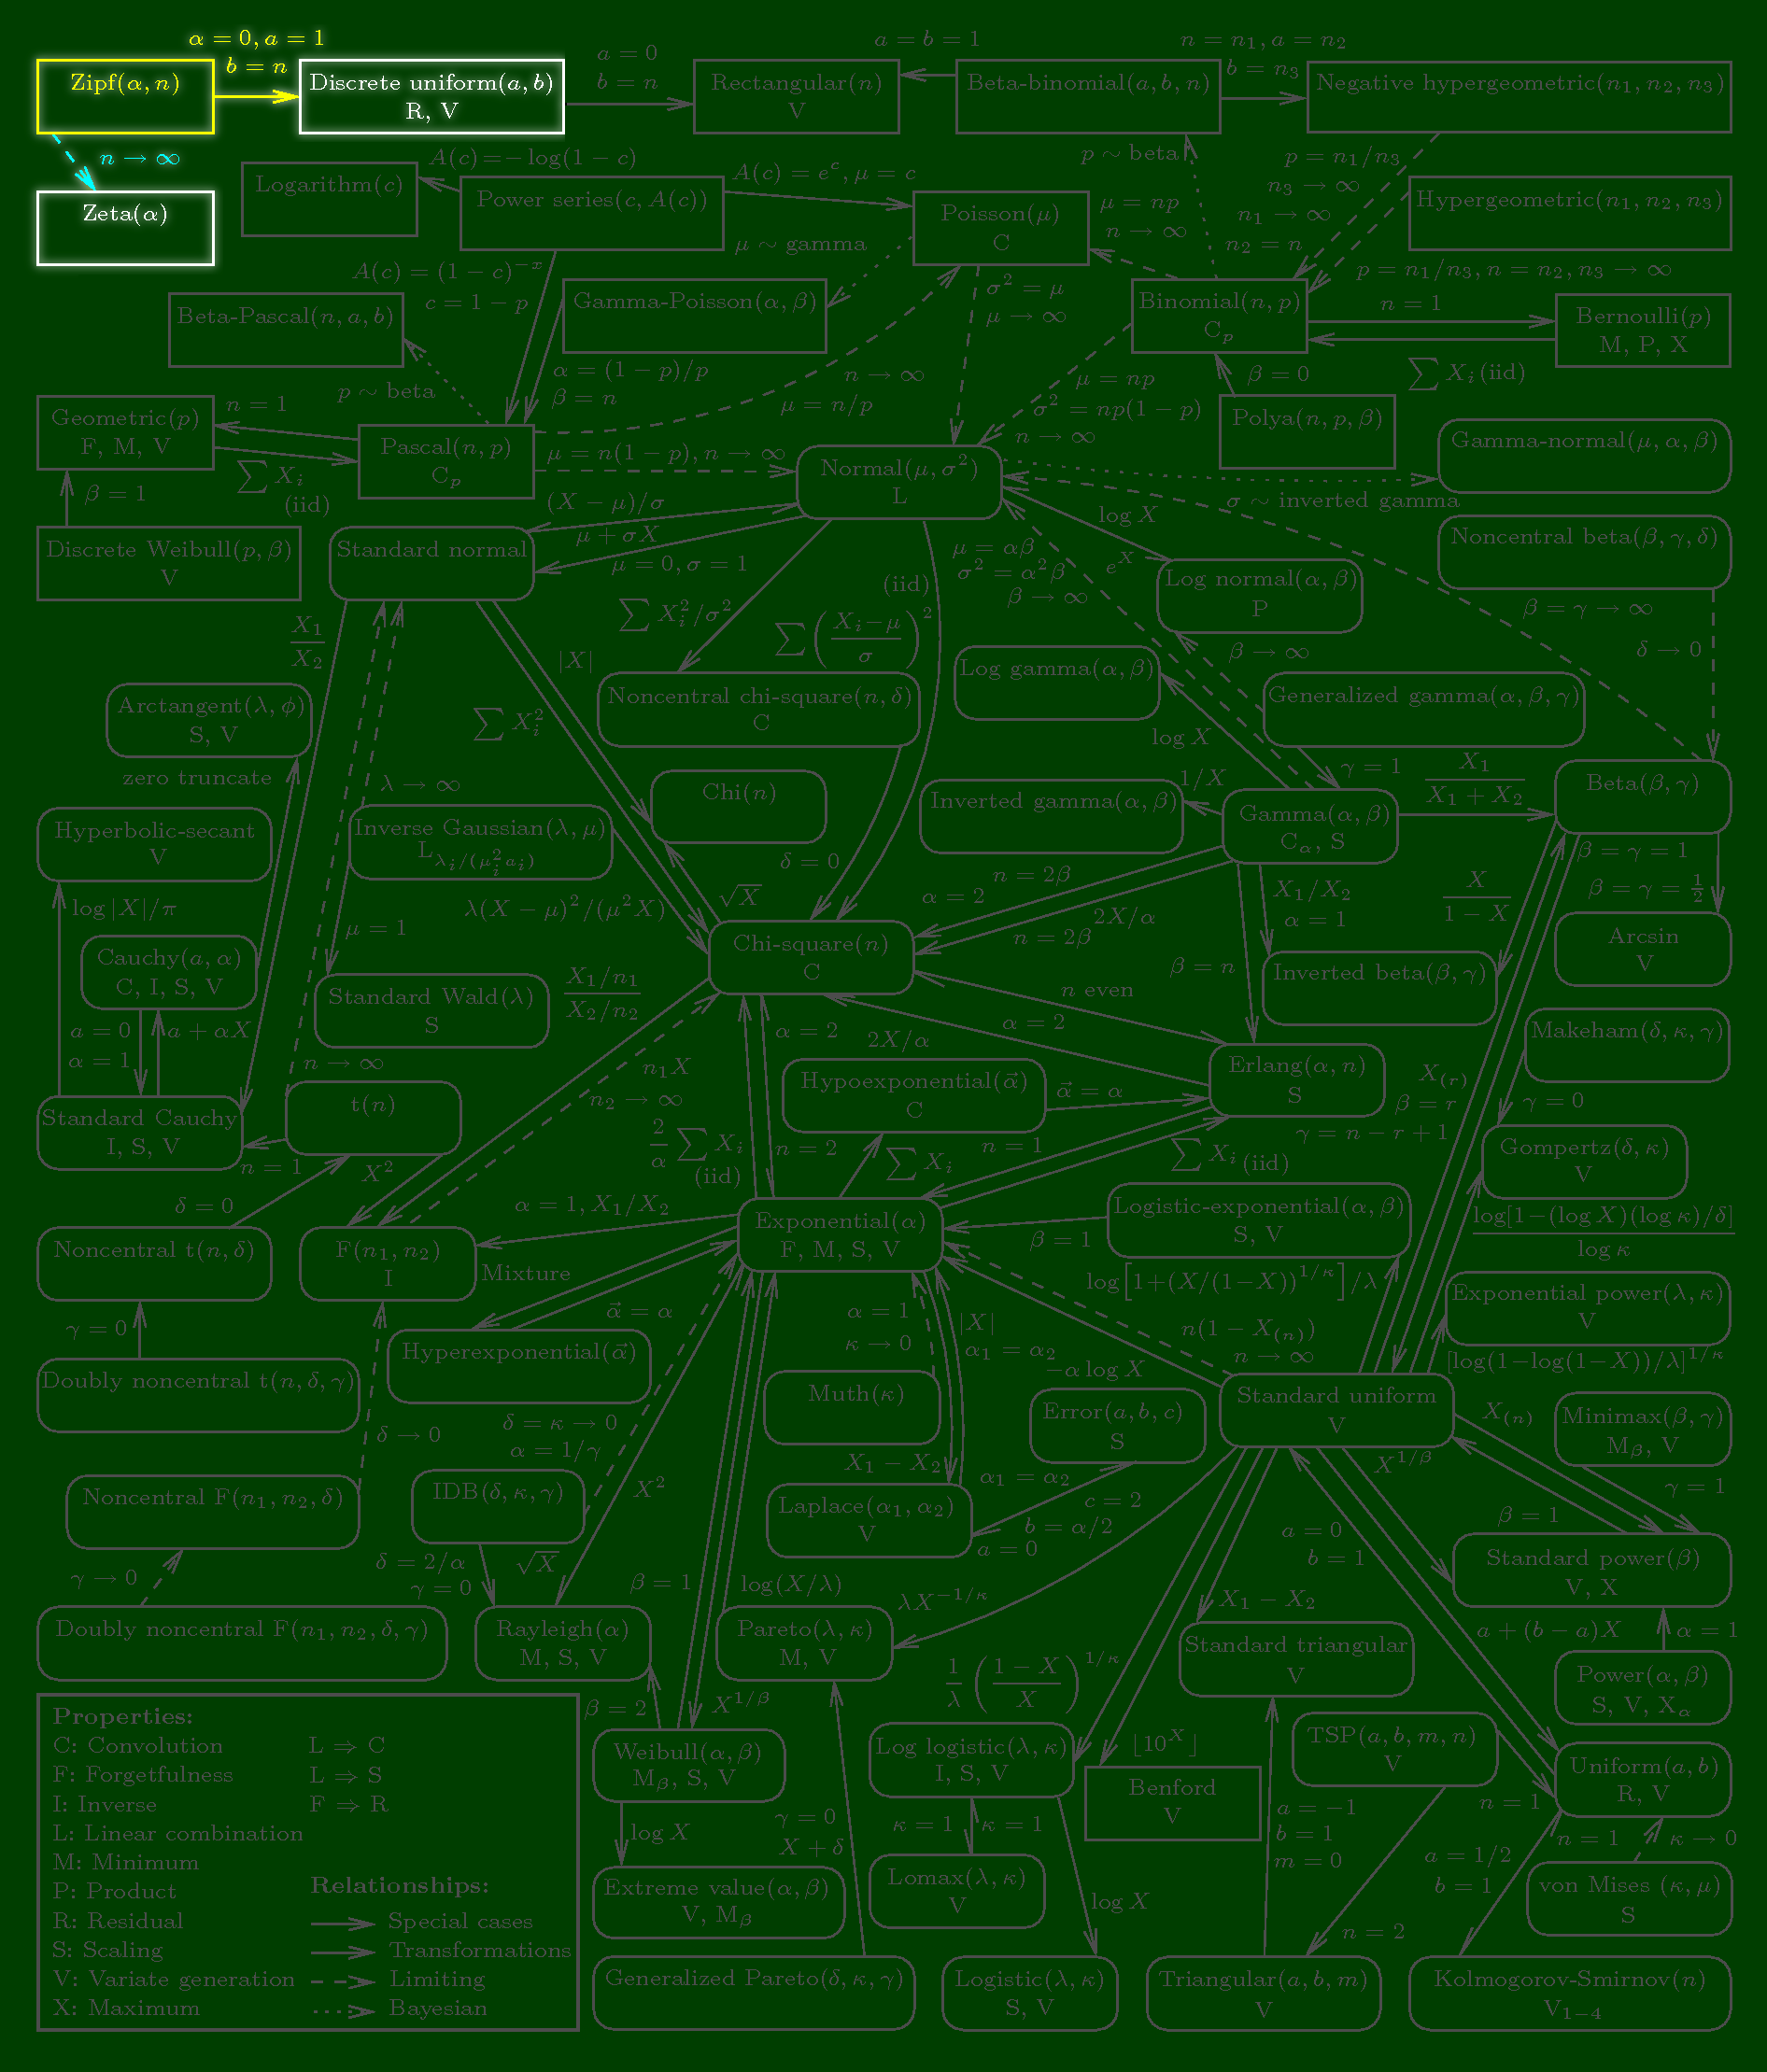 α = 0, a = 1
b = n
Zipf(α, n)
Discrete uniform(a, b)
R, V
a = 0
b = n
Rectangular(n)
V
a = b = 1
Beta-binomial(a, b, n)
n = n₁, a = n₂
b = n₃
Negative hypergeometric(n₁, n₂, n₃)
n → ∞
Zeta(α)
Logarithm(c)
A(c) = −log(1 − c)
Power series(c, A(c))
A(c) = eᶜ, μ = c
Poisson(μ)
C
μ = np
n → ∞
p ∼ beta
p = n₁/n₃
n₃ → ∞
n₁ → ∞
n₂ = n
Hypergeometric(n₁, n₂, n₃)
p = n₁/n₃, n = n₂, n₃ → ∞
μ ∼ gamma
A(c) = (1 − c)⁻ˣ
c = 1 − p
Beta-Pascal(n, a, b)
Gamma-Poisson(α, β)
σ² = μ
μ → ∞
Binomial(n, p)
Cₚ
n = 1
Bernoulli(p)
M, P, X
∑ Xᵢ (iid)
α = (1 − p)/p
β = n
n → ∞
μ = n/p
μ = np
σ² = np(1 − p)
n → ∞
β = 0
Polya(n, p, β)
p ∼ beta
Geometric(p)
F, M, V
n = 1
∑ Xᵢ
(iid)
Pascal(n, p)
Cₚ
μ = n(1 − p), n → ∞
Normal(μ, σ²)
L
Gamma-normal(μ, α, β)
σ ∼ inverted gamma
β = 1
Discrete Weibull(p, β)
V
Standard normal
(X − μ)/σ
μ + σX
μ = 0, σ = 1
log X
eˣ
Log normal(α, β)
P
Noncentral beta(β, γ, δ)
μ = αβ
σ² = α²β
β → ∞
(iid)
∑ Xᵢ²/σ²
∑ ((Xᵢ−μ)/σ)²
β = γ → ∞
δ → 0
X₁/X₂
|X|
∑ Xᵢ²
Noncentral chi-square(n, δ)
C
Log gamma(α, β)
β → ∞
Generalized gamma(α, β, γ)
log X
Arctangent(λ, φ)
S, V
zero truncate
λ → ∞
Chi(n)
Inverted gamma(α, β)
1/X
γ = 1
Gamma(α, β)
C_α, S
X₁/(X₁ + X₂)
Beta(β, γ)
Hyperbolic-secant
V
Inverse Gaussian(λ, μ)
L_{λᵢ/(μᵢ²aᵢ)}
δ = 0
β = γ = 1
β = γ = ½
log |X|/π
λ(X − μ)²/(μ²X)
√X
n = 2β
α = 2
2X/α
n = 2β
X₁/X₂
α = 1
X/(1 − X)
Arcsin
V
μ = 1
Cauchy(a, α)
C, I, S, V
Chi-square(n)
C
β = n
Inverted beta(β, γ)
Standard Wald(λ)
S
(X₁/n₁)/(X₂/n₂)
n even
α = 2
a = 0
α = 1
a + αX
α = 2
2X/α
Makeham(δ, κ, γ)
n → ∞
n₁X
n₂ → ∞
Hypoexponential(α⃗)
C
α⃗ = α
Erlang(α, n)
S
X₍ᵣ₎
β = r
γ = n − r + 1
γ = 0
Standard Cauchy
I, S, V
t(n)
n = 1
X²
(2/α) ∑ Xᵢ
(iid)
n = 2
∑ Xᵢ
n = 1
∑ Xᵢ (iid)
Gompertz(δ, κ)
V
δ = 0
α = 1, X₁/X₂
Exponential(α)
F, M, S, V
Logistic-exponential(α, β)
S, V
β = 1
log[1−(log X)(log κ)/δ]/log κ
Noncentral t(n, δ)
F(n₁, n₂)
I
Mixture
α⃗ = α
log[1+(X/(1−X))^{1/κ}]/λ
Exponential power(λ, κ)
V
γ = 0
Hyperexponential(α⃗)
α = 1
κ → 0
|X|
α₁ = α₂
n(1 − X₍ₙ₎)
n → ∞
−α log X
[log(1−log(1−X))/λ]^{1/κ}
Doubly noncentral t(n, δ, γ)
Muth(κ)
Error(a, b, c)
S
Standard uniform
V
X₍ₙ₎
Minimax(β, γ)
M_β, V
δ → 0
δ = κ → 0
α = 1/γ
X₁ − X₂
α₁ = α₂
X^{1/β}
γ = 1
Noncentral F(n₁, n₂, δ)
IDB(δ, κ, γ)
X²
Laplace(α₁, α₂)
V
c = 2
b = α/2
a = 0
a = 0
b = 1
β = 1
Standard power(β)
V, X
γ → 0
δ = 2/α
γ = 0
√X
β = 1
log(X/λ)
λX^{−1/κ}
X₁ − X₂
Doubly noncentral F(n₁, n₂, δ, γ)
Rayleigh(α)
M, S, V
Pareto(λ, κ)
M, V
Standard triangular
V
a + (b − a)X
α = 1
Power(α, β)
S, V, X_α
(1/λ)((1 − X)/X)^{1/κ}
β = 2
X^{1/β}
Weibull(α, β)
M_β, S, V
Log logistic(λ, κ)
I, S, V
⌊10ˣ⌋
Benford
V
TSP(a, b, m, n)
V
Uniform(a, b)
R, V
log X
γ = 0
X + δ
κ = 1
κ = 1
a = −1
b = 1
m = 0
n = 1
n = 1
κ → 0
a = 1/2
b = 1
Extreme value(α, β)
V, M_β
Lomax(λ, κ)
V
log X
n = 2
von Mises (κ, μ)
S
Generalized Pareto(δ, κ, γ)
Logistic(λ, κ)
S, V
Triangular(a, b, m)
V
Kolmogorov-Smirnov(n)
V₁₋₄
Properties:
C: Convolution L ⇒ C
F: Forgetfulness L ⇒ S
I: Inverse F ⇒ R
L: Linear combination
M: Minimum
P: Product
R: Residual
S: Scaling
V: Variate generation
X: Maximum
Relationships:
Special cases
Transformations
Limiting
Bayesian